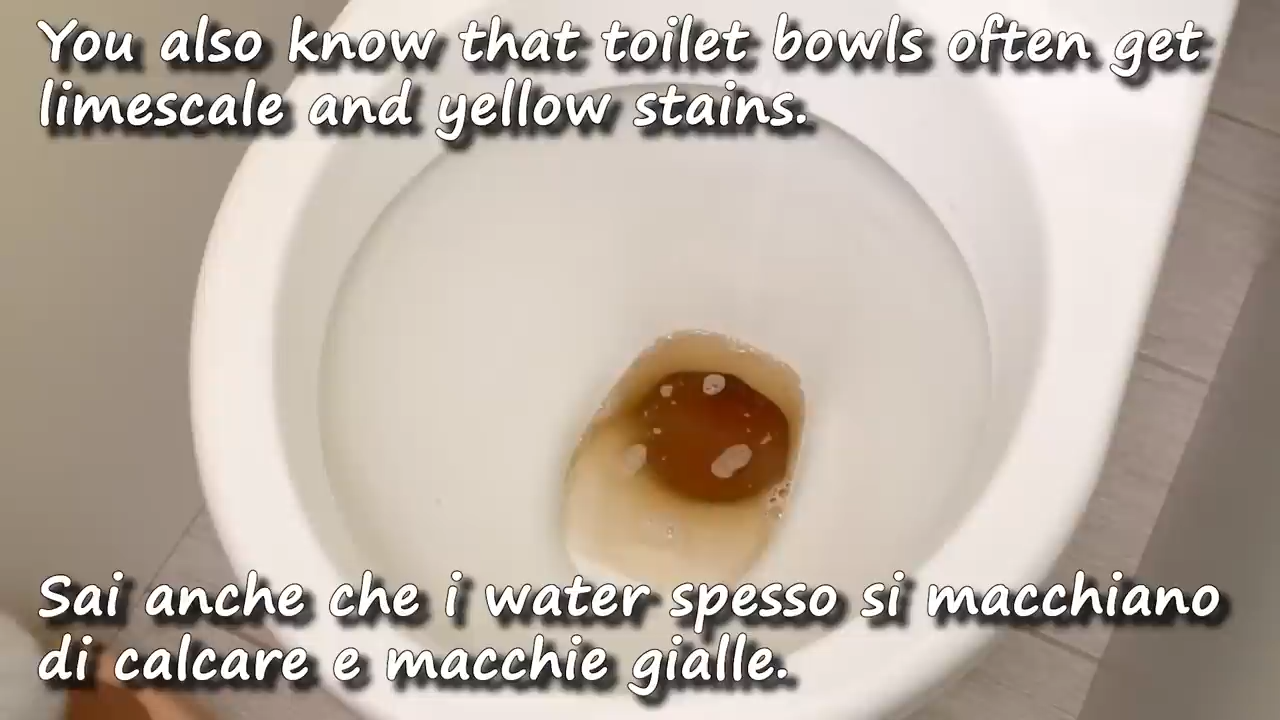 You also know that toilet bowls often get
limescale and yellow stains.
Sai anche che i water spesso si macchiano
di calcare e macchie gialle.